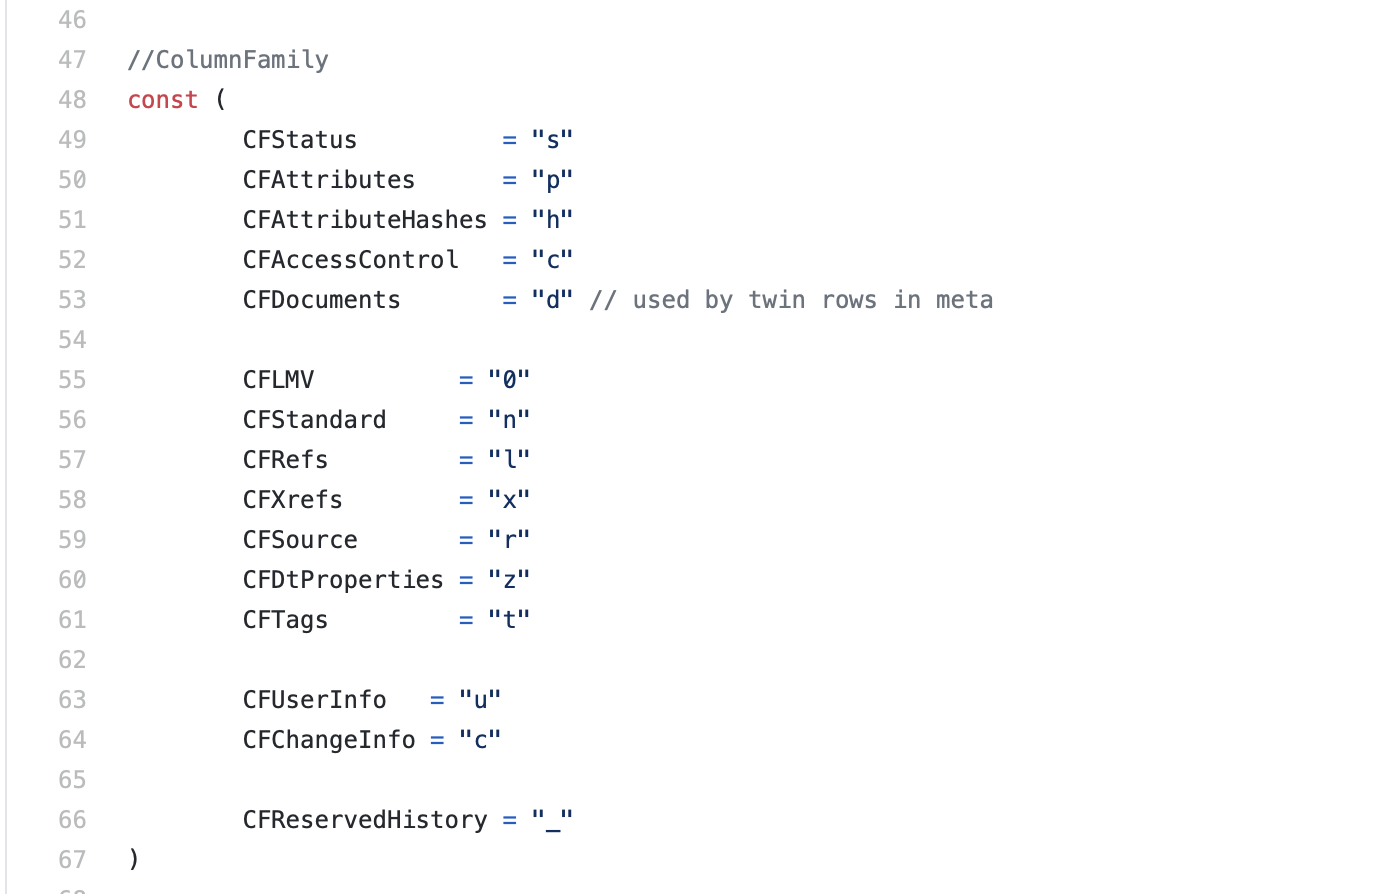 46
47 //ColumnFamily
48 const (
49 CFStatus = "s"
50 CFAttributes = "p"
51 CFAttributeHashes = "h"
52 CFAccessControl = "c"
53 CFDocuments = "d" // used by twin rows in meta
54
55 CFLMV = "0"
56 CFStandard = "n"
57 CFRefs = "l"
58 CFXrefs = "x"
59 CFSource = "r"
60 CFDtProperties = "z"
61 CFTags = "t"
62
63 CFUserInfo = "u"
64 CFChangeInfo = "c"
65
66 CFReservedHistory = "_"
67 )